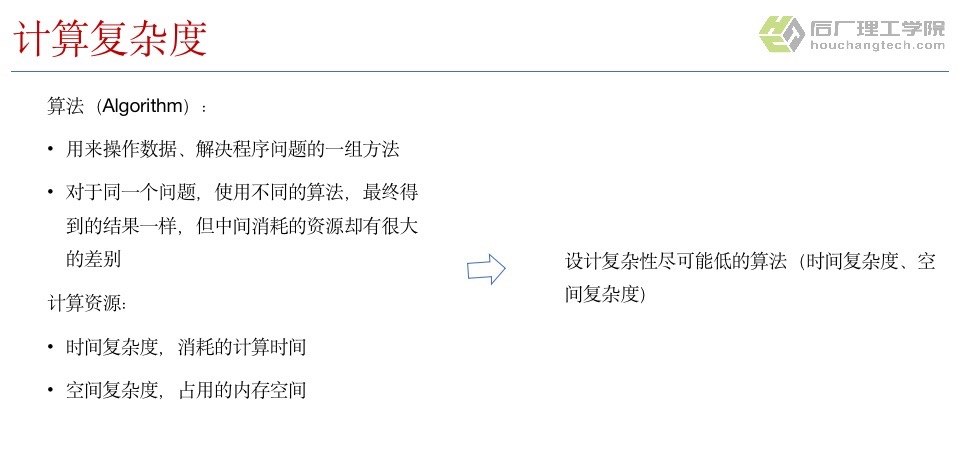 计算复杂度
后厂理工学院
houchangtech.com
算法（Algorithm）：
• 用来操作数据、解决程序问题的一组方法
• 对于同一个问题，使用不同的算法，最终得
到的结果一样，但中间消耗的资源却有很大
的差别
计算资源：
• 时间复杂度，消耗的计算时间
• 空间复杂度，占用的内存空间
设计复杂性尽可能低的算法（时间复杂度、空
间复杂度）